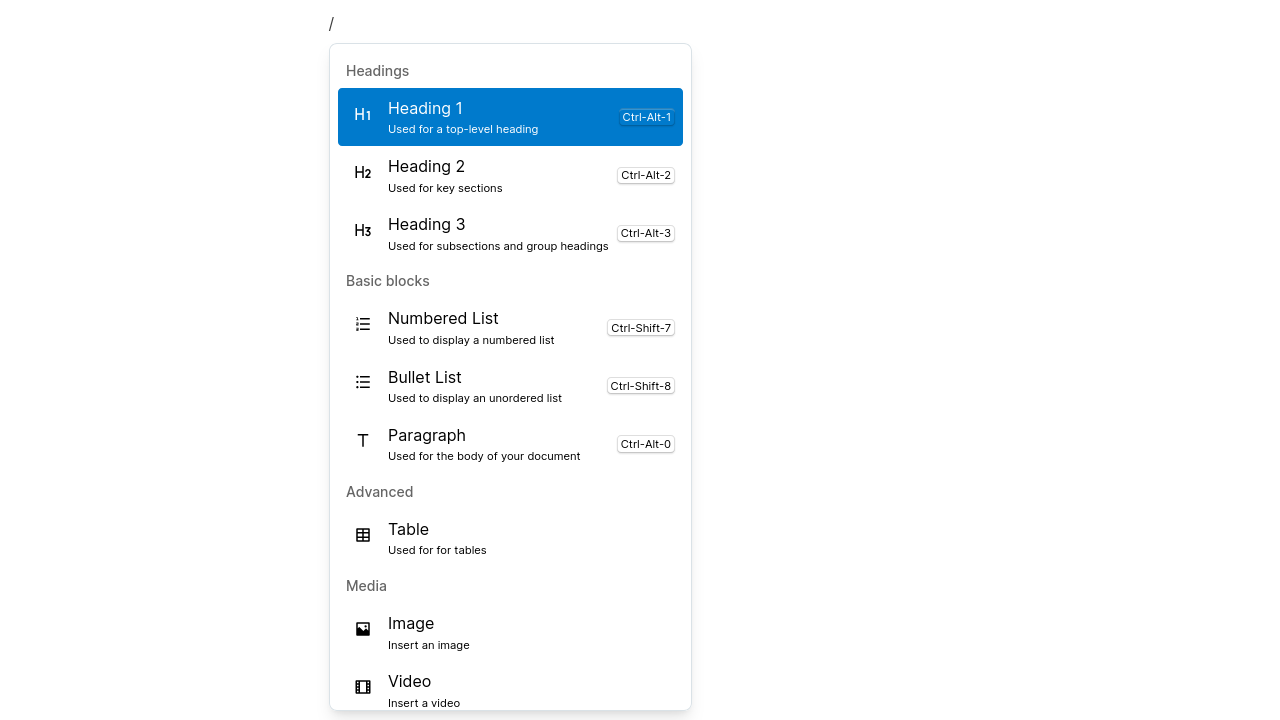 /
Headings
H1 Heading 1 Ctrl-Alt-1
Used for a top-level heading
H2 Heading 2 Ctrl-Alt-2
Used for key sections
H3 Heading 3 Ctrl-Alt-3
Used for subsections and group headings
Basic blocks
Numbered List Ctrl-Shift-7
Used to display a numbered list
Bullet List Ctrl-Shift-8
Used to display an unordered list
T Paragraph Ctrl-Alt-0
Used for the body of your document
Advanced
Table
Used for for tables
Media
Image
Insert an image
Video
Insert a video